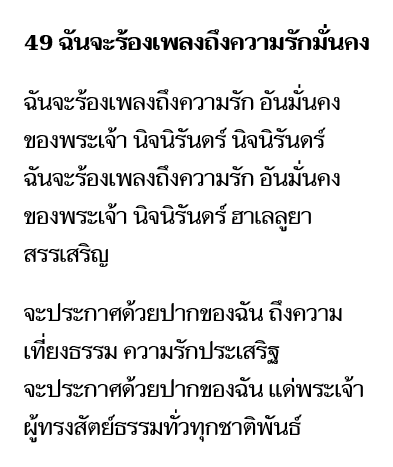 49 ฉันจะร้องเพลงถึงความรักมั่นคง
ฉันจะร้องเพลงถึงความรัก อันมั่นคง
ของพระเจ้า นิจนิรันดร์ นิจนิรันดร์
ฉันจะร้องเพลงถึงความรัก อันมั่นคง
ของพระเจ้า นิจนิรันดร์ ฮาเลลูยา
สรรเสริญ
จะประกาศด้วยปากของฉัน ถึงความ
เที่ยงธรรม ความรักประเสริฐ
จะประกาศด้วยปากของฉัน แด่พระเจ้า
ผู้ทรงสัตย์ธรรมทั่วทุกชาติพันธ์